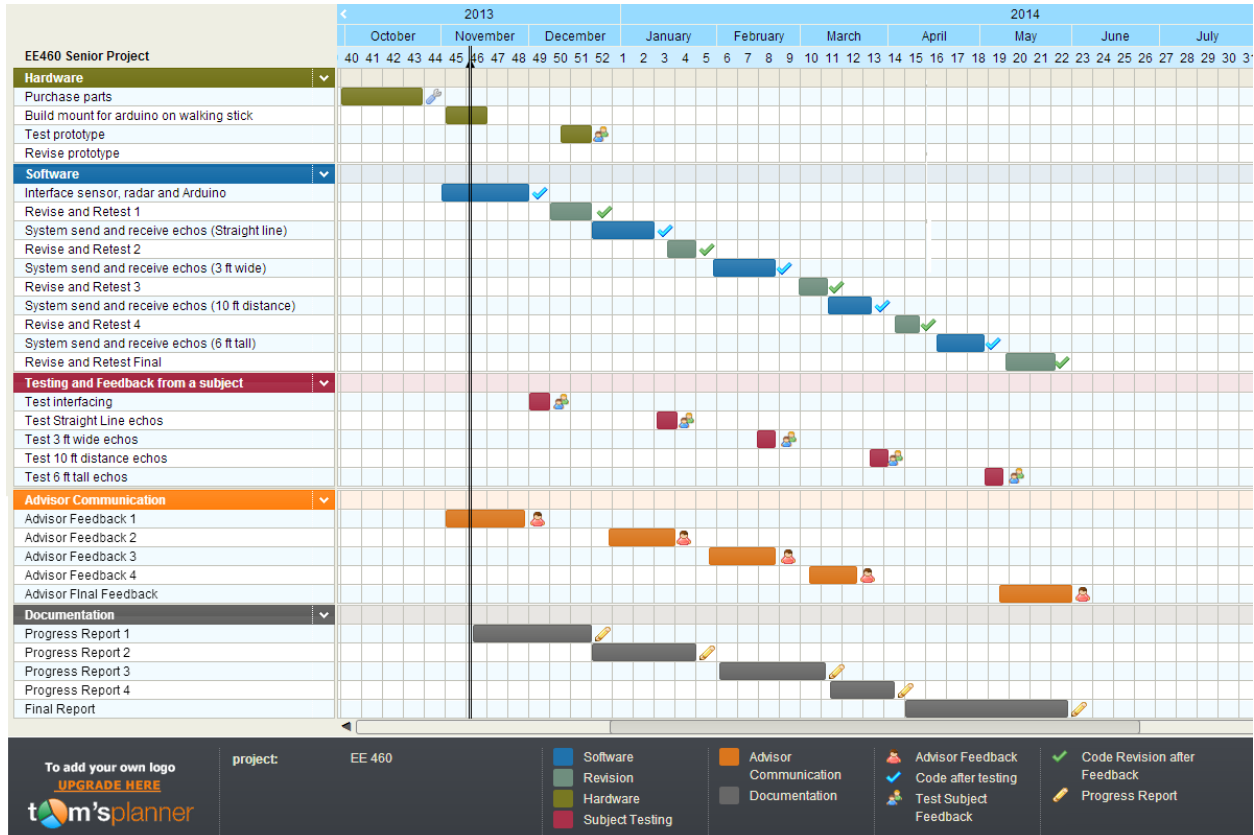 2013 2014
October November December January February March April May June July
EE460 Senior Project
40 41 42 43 44 45 46 47 48 49 50 51 52 1 2 3 4 5 6 7 8 9 10 11 12 13 14 15 16 17 18 19 20 21 22 23 24 25 26 27 28 29 30 31
Hardware
Purchase parts
Build mount for arduino on walking stick
Test prototype
Revise prototype
Software
Interface sensor, radar and Arduino
Revise and Retest 1
System send and receive echos (Straight line)
Revise and Retest 2
System send and receive echos (3 ft wide)
Revise and Retest 3
System send and receive echos (10 ft distance)
Revise and Retest 4
System send and receive echos (6 ft tall)
Revise and Retest Final
Testing and Feedback from a subject
Test interfacing
Test Straight Line echos
Test 3 ft wide echos
Test 10 ft distance echos
Test 6 ft tall echos
Advisor Communication
Advisor Feedback 1
Advisor Feedback 2
Advisor Feedback 3
Advisor Feedback 4
Advisor FInal Feedback
Documentation
Progress Report 1
Progress Report 2
Progress Report 3
Progress Report 4
Final Report
To add your own logo
UPGRADE HERE
tom'splanner
project:
EE 460
Software
Revision
Hardware
Subject Testing
Advisor
Communication
Documentation
Advisor Feedback
Code after testing
Test Subject
Feedback
Code Revision after
Feedback
Progress Report